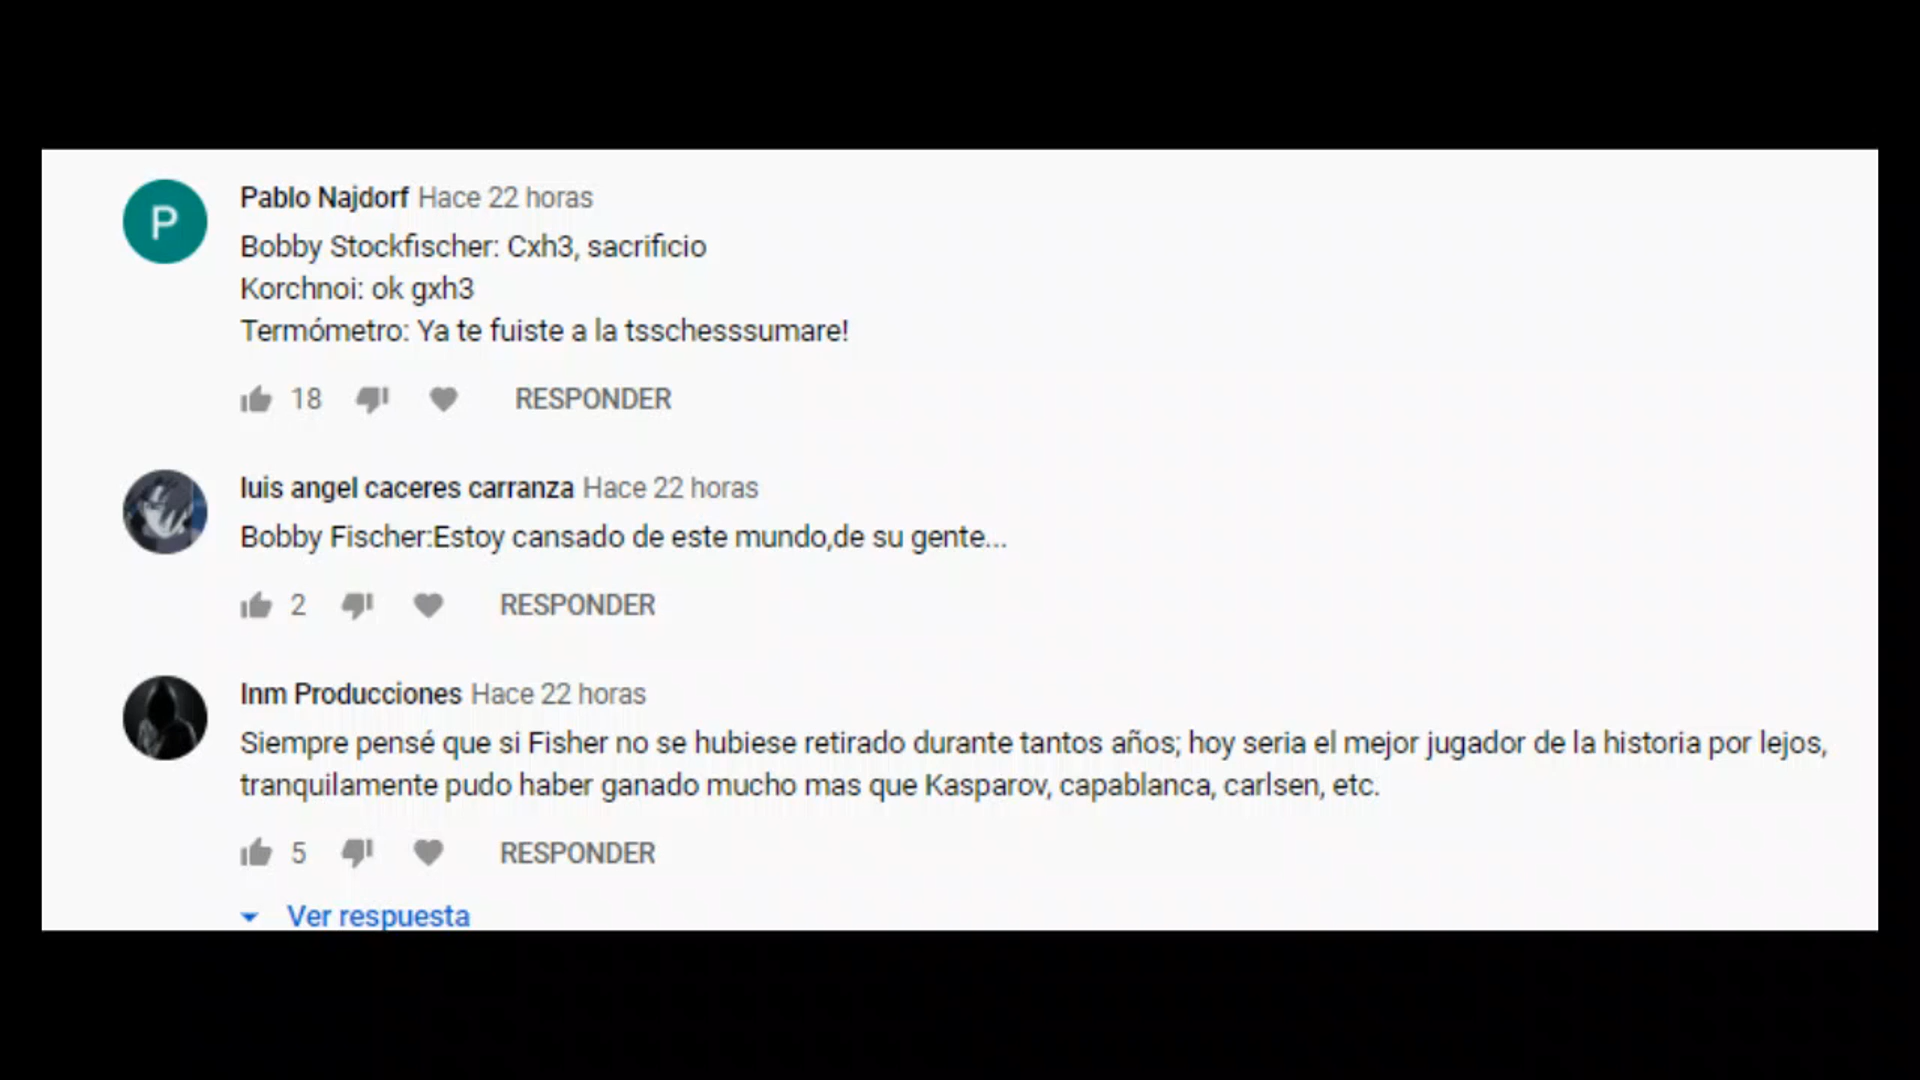 P
Pablo Najdorf Hace 22 horas
Bobby Stockfischer: Cxh3, sacrificio
Korchnoi: ok gxh3
Termómetro: Ya te fuiste a la tsschesssumare!
18 RESPONDER
luis angel caceres carranza Hace 22 horas
Bobby Fischer:Estoy cansado de este mundo,de su gente...
2 RESPONDER
Inm Producciones Hace 22 horas
Siempre pensé que si Fisher no se hubiese retirado durante tantos años; hoy seria el mejor jugador de la historia por lejos,
tranquilamente pudo haber ganado mucho mas que Kasparov, capablanca, carlsen, etc.
5 RESPONDER
Ver respuesta